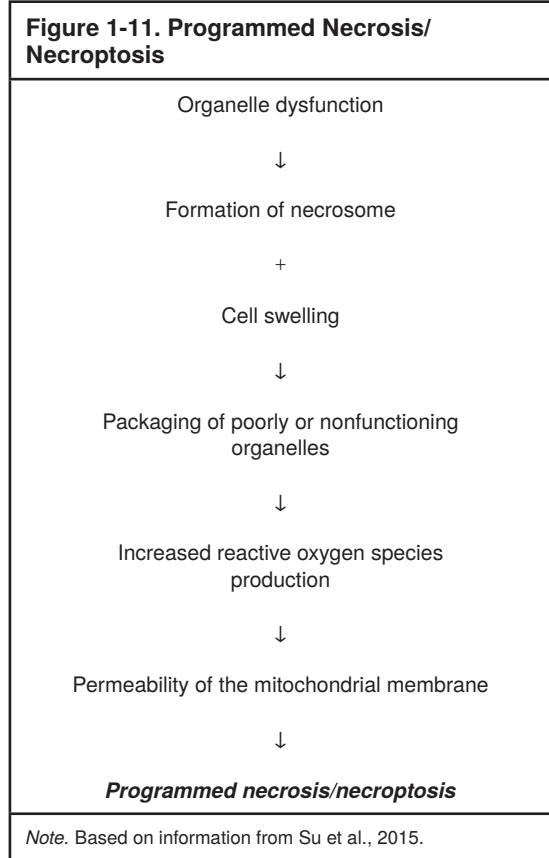 Figure 1-11. Programmed Necrosis/
Necroptosis
Organelle dysfunction
↓
Formation of necrosome
+
Cell swelling
↓
Packaging of poorly or nonfunctioning
organelles
↓
Increased reactive oxygen species
production
↓
Permeability of the mitochondrial membrane
↓
Programmed necrosis/necroptosis
Note. Based on information from Su et al., 2015.